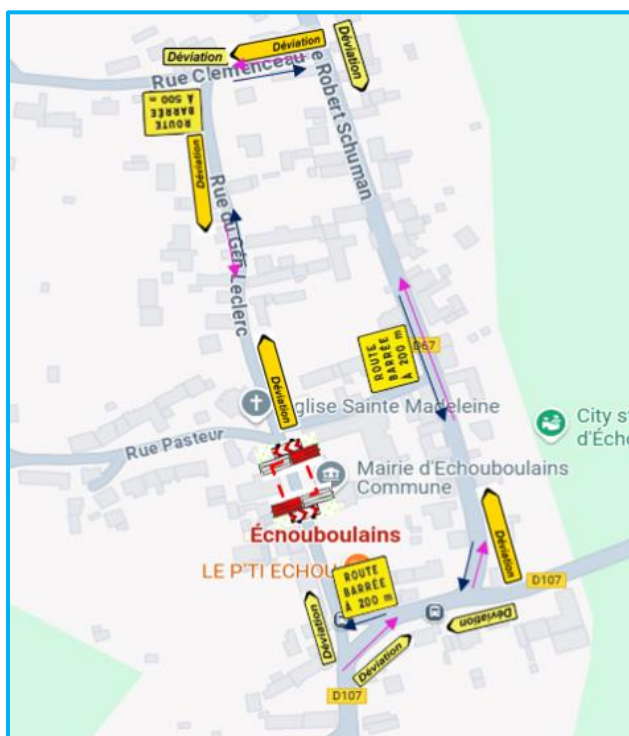 Déviation
Déviation
Déviation
Rue Clemenceau
e Robert Schuman
ROUTE
BARRÉE
À 500 m
Déviation
Rue du Gén Leclerc
ROUTE
BARRÉE
À 200 m
D67
Déviation
glise Sainte Madeleine
City st
d'Écho
Rue Pasteur
Mairie d'Echouboulains
Commune
Écnouboulains
LE P'TI ECHOU
ROUTE
BARRÉE
À 200 m
Déviation
D107
Déviation
Déviation
Déviation
D107